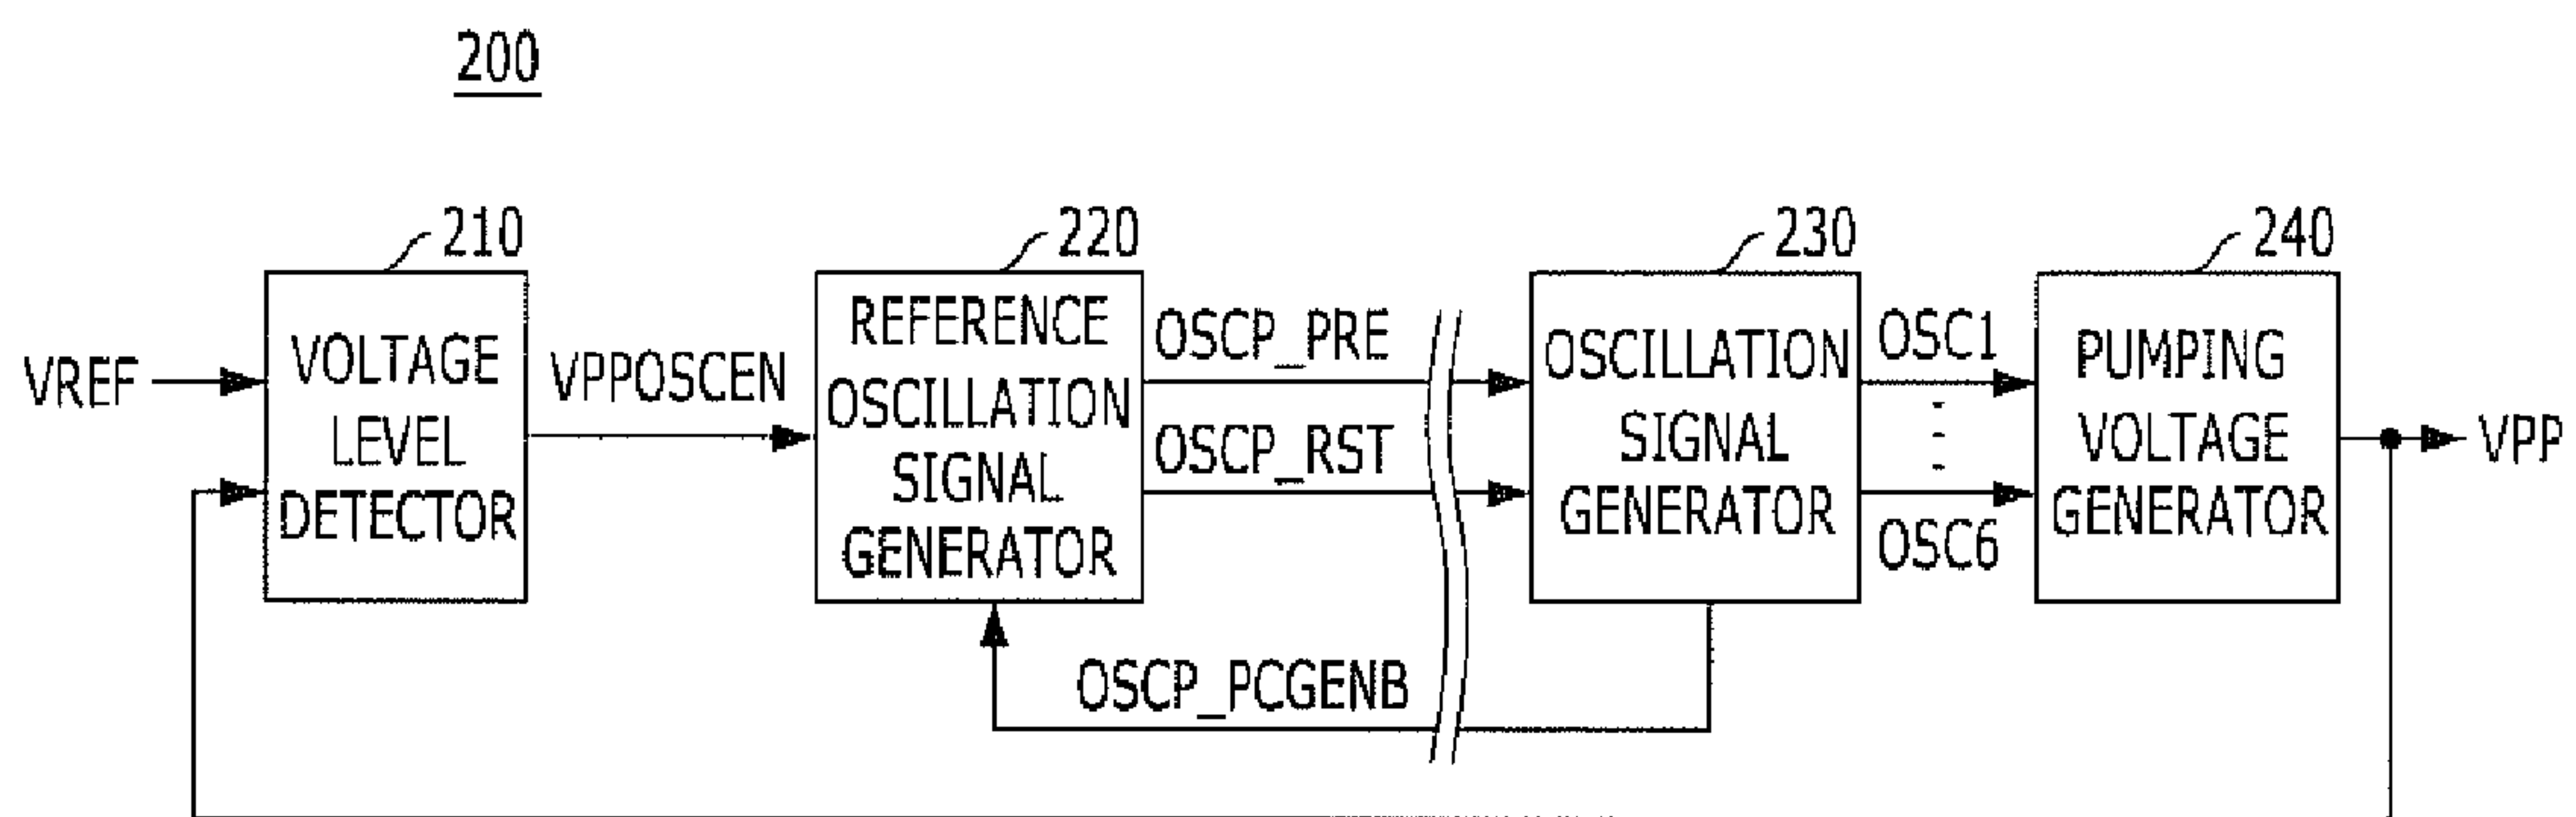 200
210
220
230
240
VREF
VOLTAGE
LEVEL
DETECTOR
VPPOSCEN
REFERENCE
OSCILLATION
SIGNAL
GENERATOR
OSCP_PRE
OSCP_RST
OSCILLATION
SIGNAL
GENERATOR
OSC1
OSC6
PUMPING
VOLTAGE
GENERATOR
VPP
OSCP_PCGENB